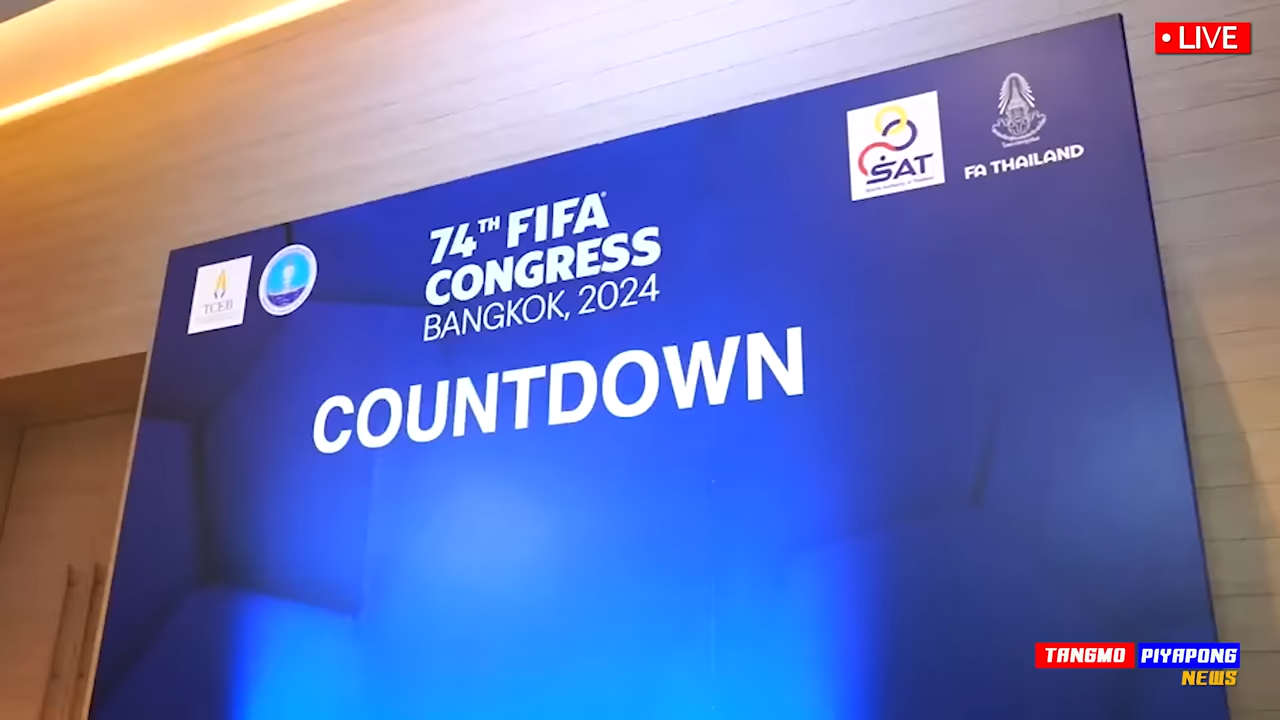 • LIVE
SAT
FA THAILAND
74TH FIFA
CONGRESS
BANGKOK, 2024
TCEB
COUNTDOWN
TANGMO PIYAPONG
NEWS